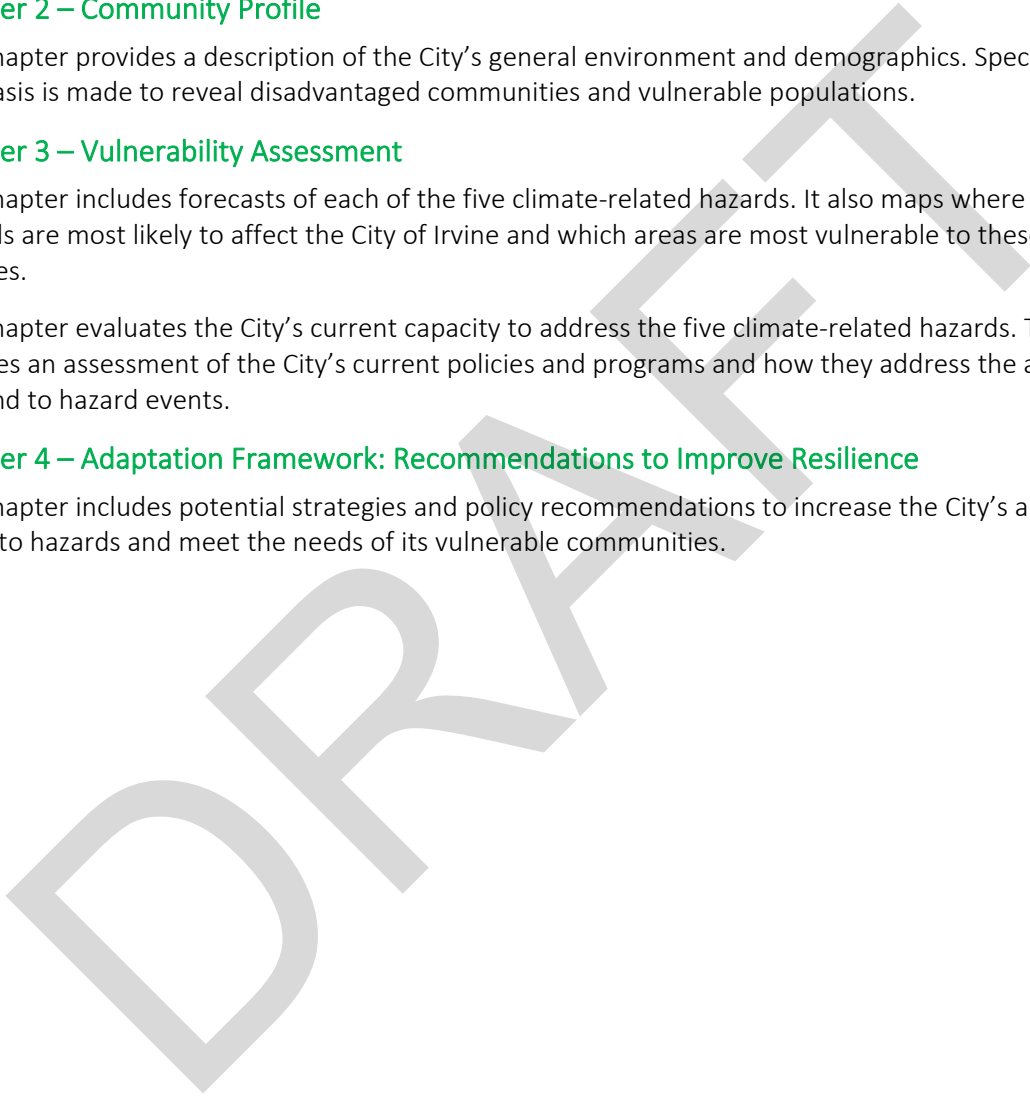 er 2 – Community Profile
hapter provides a description of the City's general environment and demographics. Spec
asis is made to reveal disadvantaged communities and vulnerable populations.
er 3 – Vulnerability Assessment
hapter includes forecasts of each of the five climate-related hazards. It also maps where
ls are most likely to affect the City of Irvine and which areas are most vulnerable to these
es.
hapter evaluates the City's current capacity to address the five climate-related hazards. T
es an assessment of the City's current policies and programs and how they address the a
nd to hazard events.
er 4 – Adaptation Framework: Recommendations to Improve Resilience
hapter includes potential strategies and policy recommendations to increase the City's a
to hazards and meet the needs of its vulnerable communities.
DRAFT